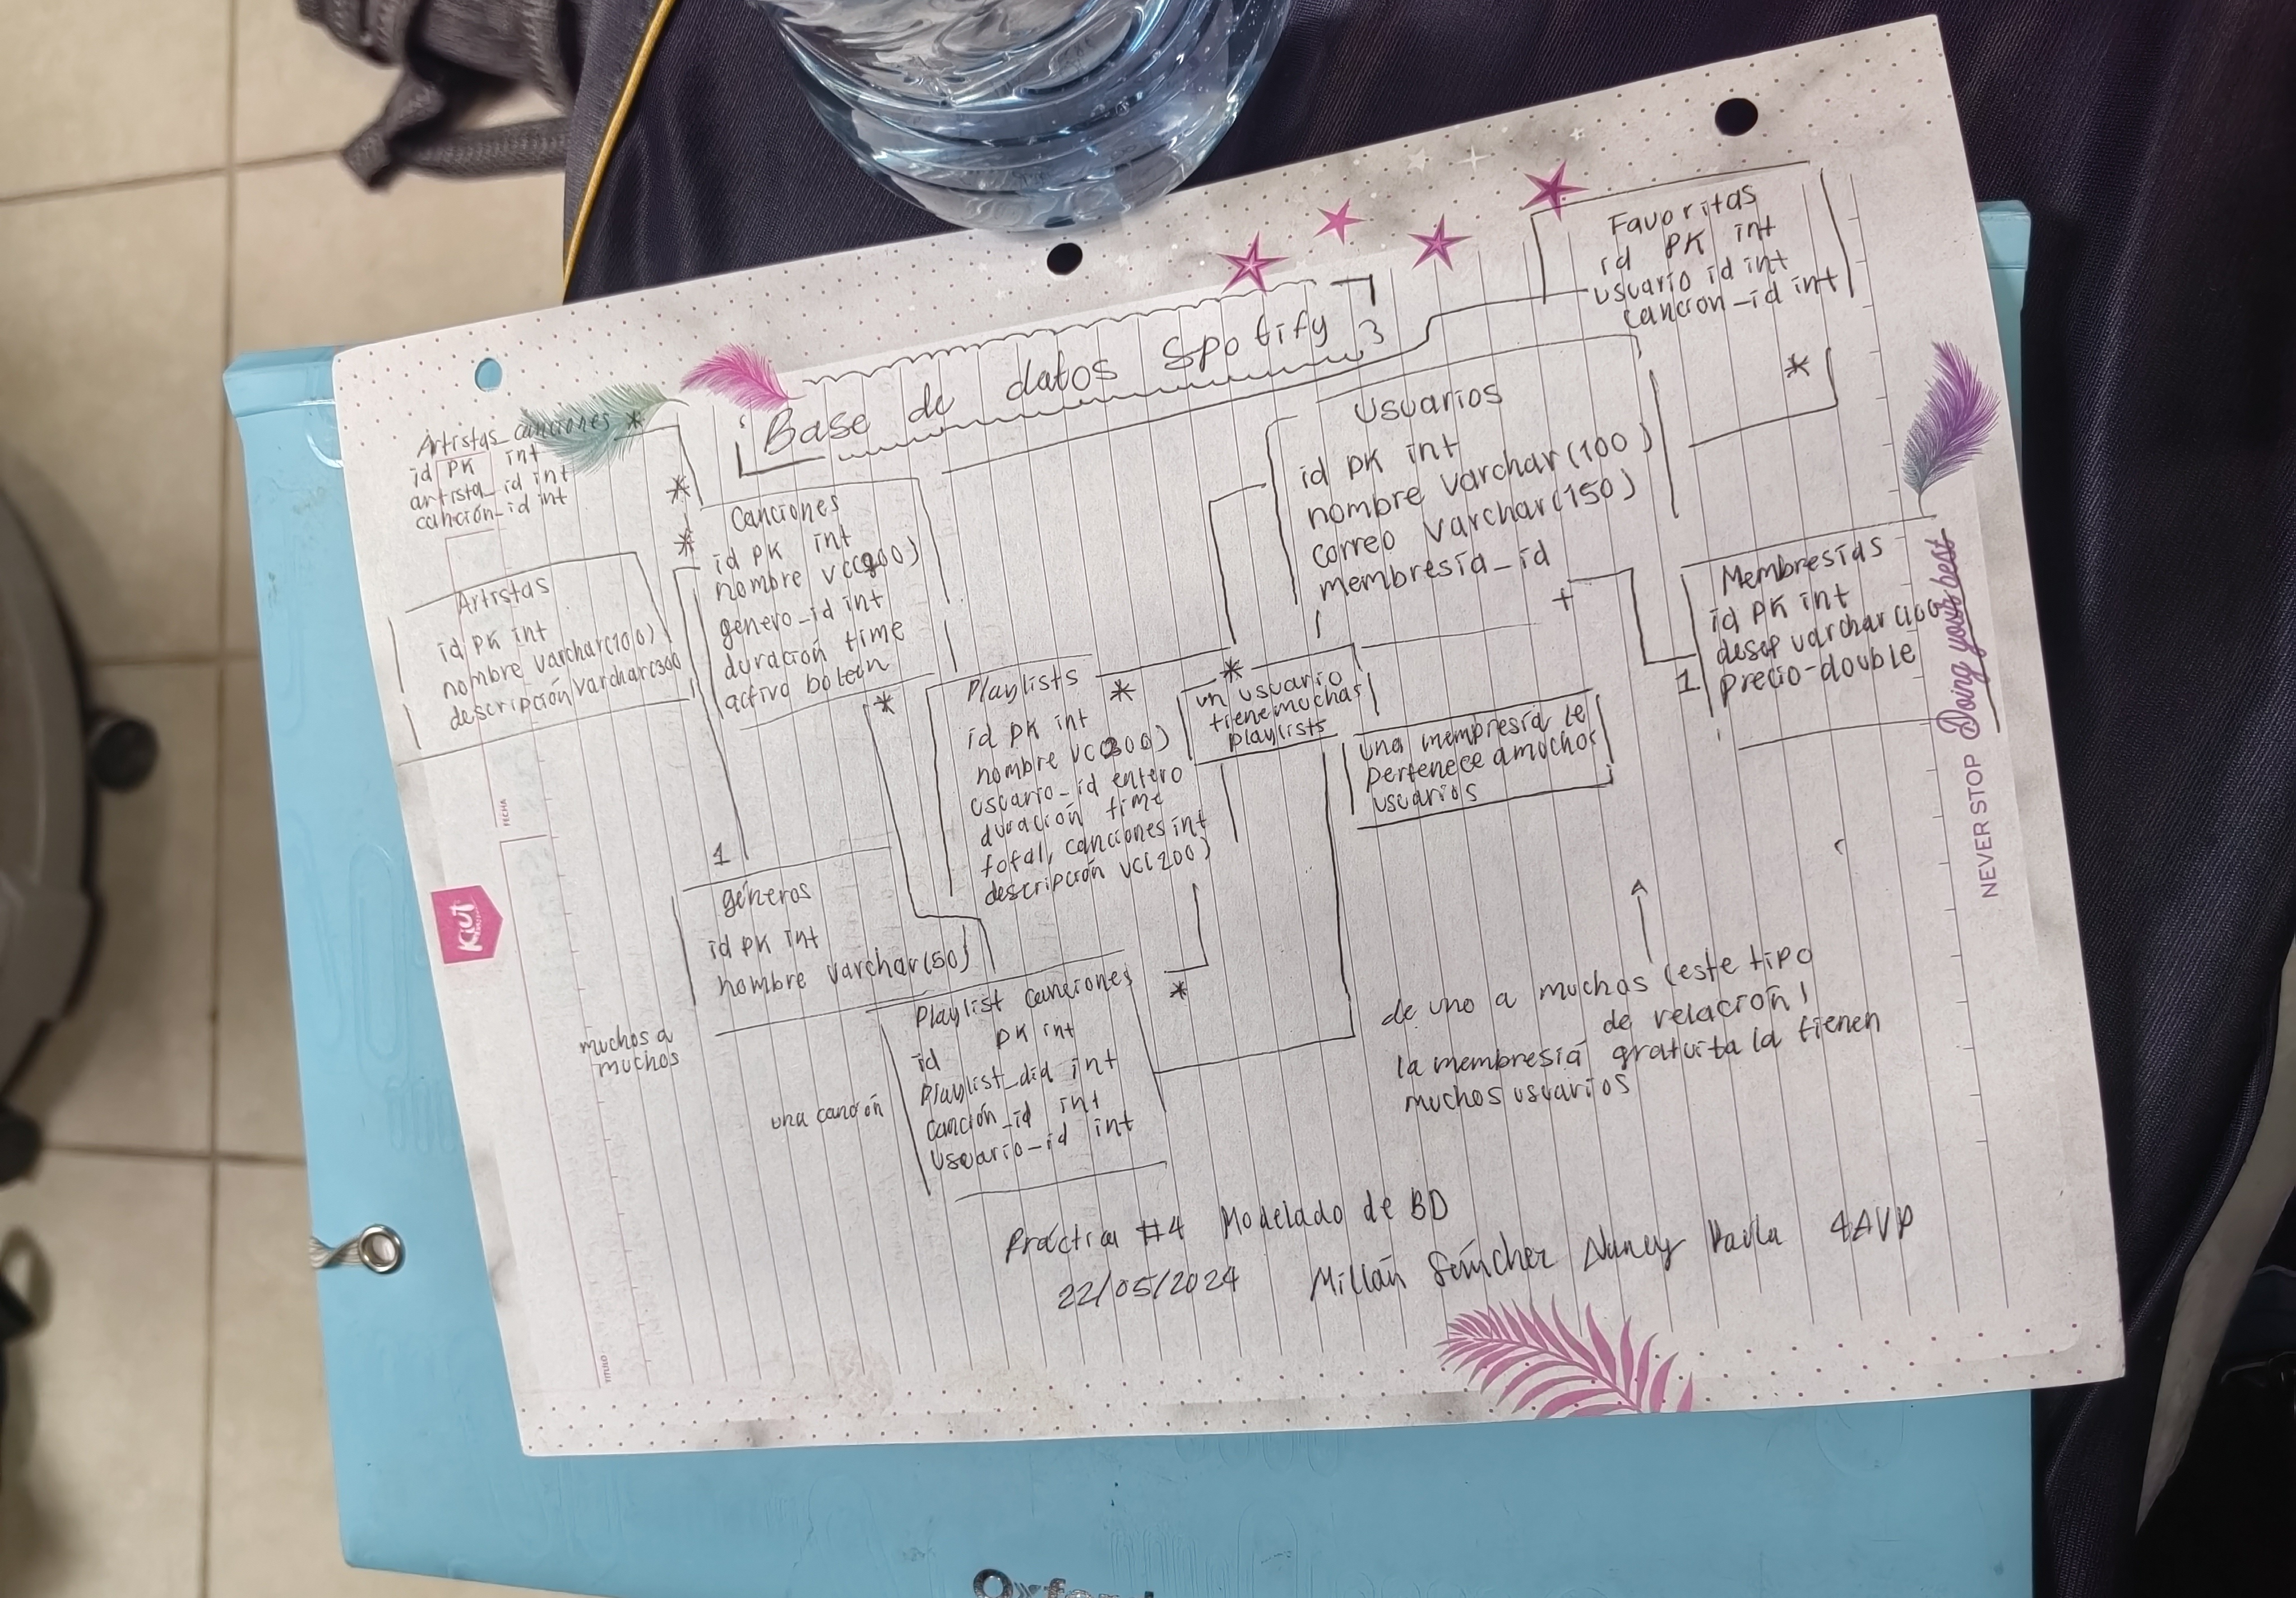 Base de datos Spotify
Favoritas
id PK int
usuario id int
cancion_id int
*
Artistas_canciones *
id PK int
artista_id int
canción_id int
Artistas
id PK int
nombre varchar(100)
descripción varchar(300
*
*
Canciones
id PK int
nombre VC(200)
genero_id int
duración time
activo boleen
*
Usuarios
id PK int
nombre Varchar(100)
correo Varchar(150)
membresía_id
+
Membresías
id PK int
varchar (100
precio-double
1
Playlists *
id PK int
nombre VC(300)
usuario_id entero
duración time
total, canciones int
descripción VC(200)
*
un usuario
tiene muchas
playlists
una membresía le
pertenece a muchos
usuarios
1
géneros
id PK int
nombre varchar(50)
muchos a
muchos
una canción
Playlist canciones
id PK int
Playlist_did int
canción_id int
usuario_id int
*
de uno a muchos (este tipo
de relación)
la membresía gratuita la tienen
muchos usuarios
Práctica #4 Modelado de BD
22/05/2024 Millán Sánchez Nancy Paola 4AVP
NEVER STOP Doing your best
Kiut
FECHA
TITULO
Oxford